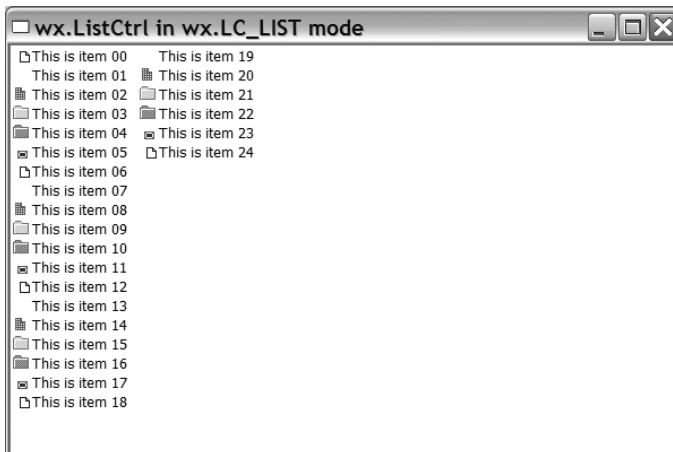 wx.ListCtrl in wx.LC_LIST mode
This is item 00
This is item 01
This is item 02
This is item 03
This is item 04
This is item 05
This is item 06
This is item 07
This is item 08
This is item 09
This is item 10
This is item 11
This is item 12
This is item 13
This is item 14
This is item 15
This is item 16
This is item 17
This is item 18
This is item 19
This is item 20
This is item 21
This is item 22
This is item 23
This is item 24